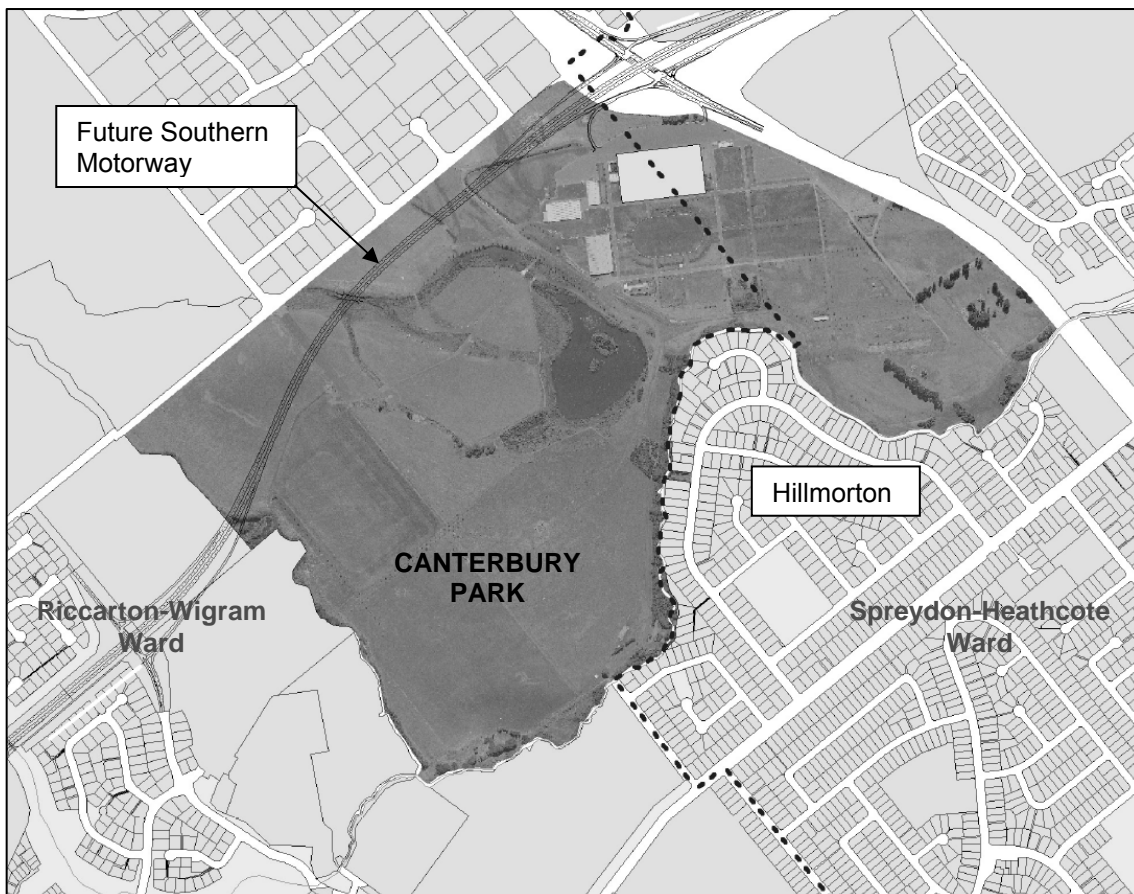 Future Southern
Motorway
Hillmorton
CANTERBURY
PARK
Riccarton-Wigram
Ward
Spreydon-Heathcote
Ward